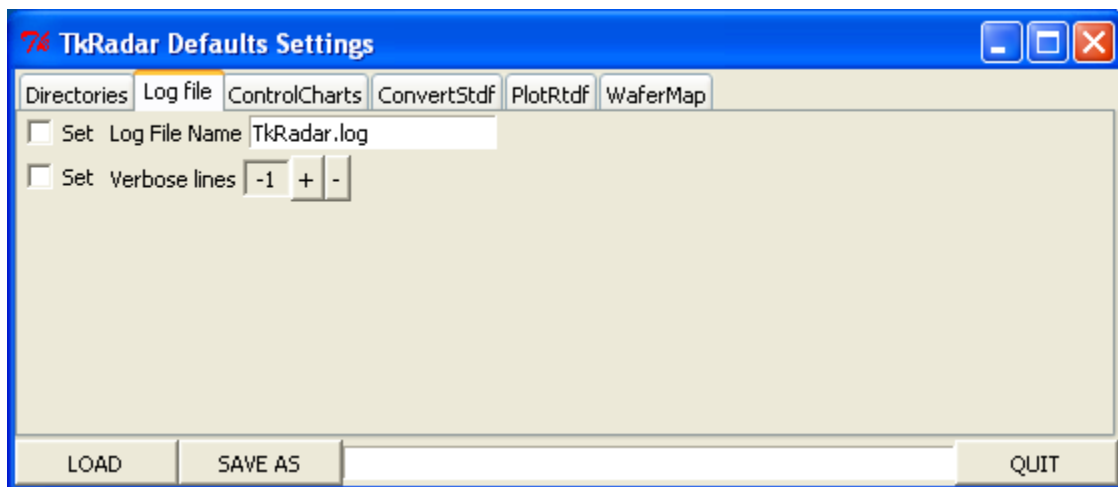 TkRadar Defaults Settings
Directories Log file ControlCharts ConvertStdf PlotRtdf WaferMap
Set Log File Name TkRadar.log
Set Verbose lines -1 + -
LOAD SAVE AS QUIT